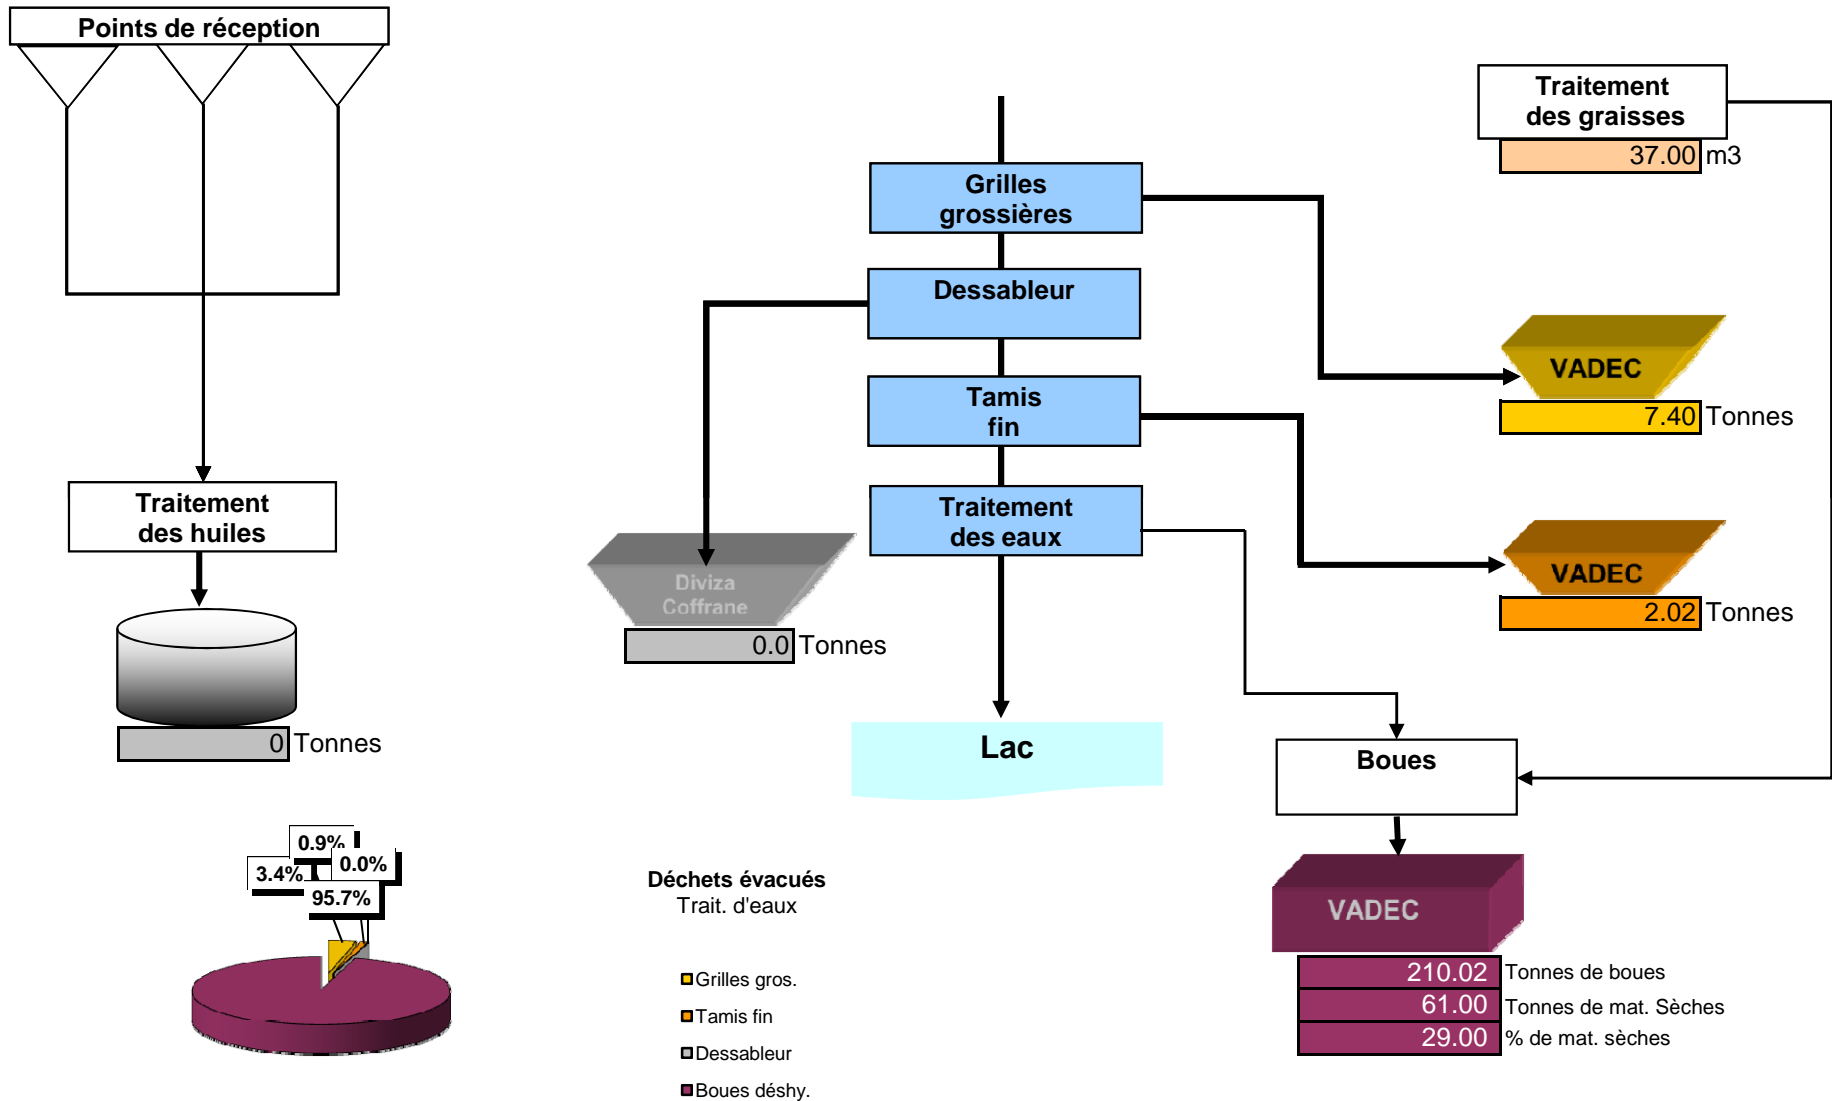 Points de réception
Traitement
des graisses
37.00 m3
Grilles
grossières
Dessableur
Tamis
fin
Traitement
des eaux
VADEC
7.40 Tonnes
VADEC
2.02 Tonnes
Traitement
des huiles
0 Tonnes
Diviza
Coffrane
0.0 Tonnes
Lac
Boues
VADEC
210.02 Tonnes de boues
61.00 Tonnes de mat. Sèches
29.00 % de mat. sèches
0.9%
0.0%
3.4%
95.7%
Déchets évacués
Trait. d'eaux
Grilles gros.
Tamis fin
Dessableur
Boues déshy.